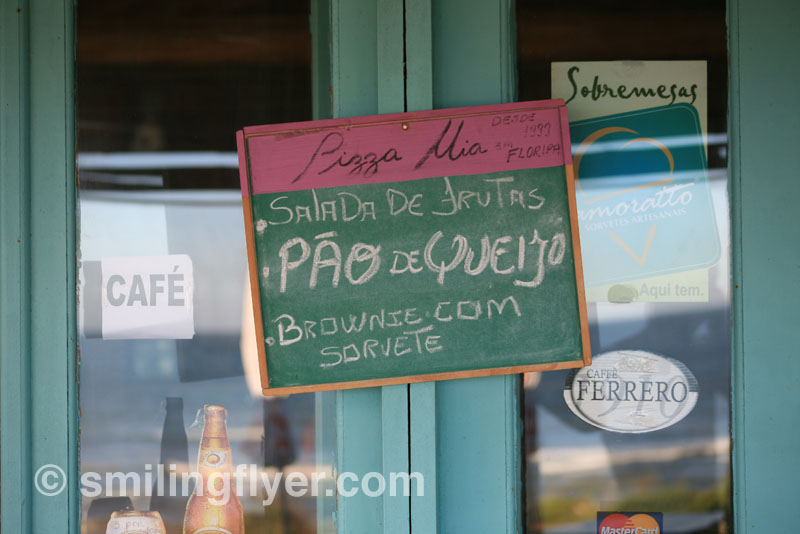 Sobremesas
Pizza Mia
DESDE
1999
em
FLORIPA
SALADA DE FRUTAS
PÃO DE QUEIJO
BROWNIE COM
SORVETE
amoratto
SORVETES ARTESANAIS
Aqui tem.
CAFÉ
CAFFÈ
FERRERO
© smilingflyer.com
MasterCard